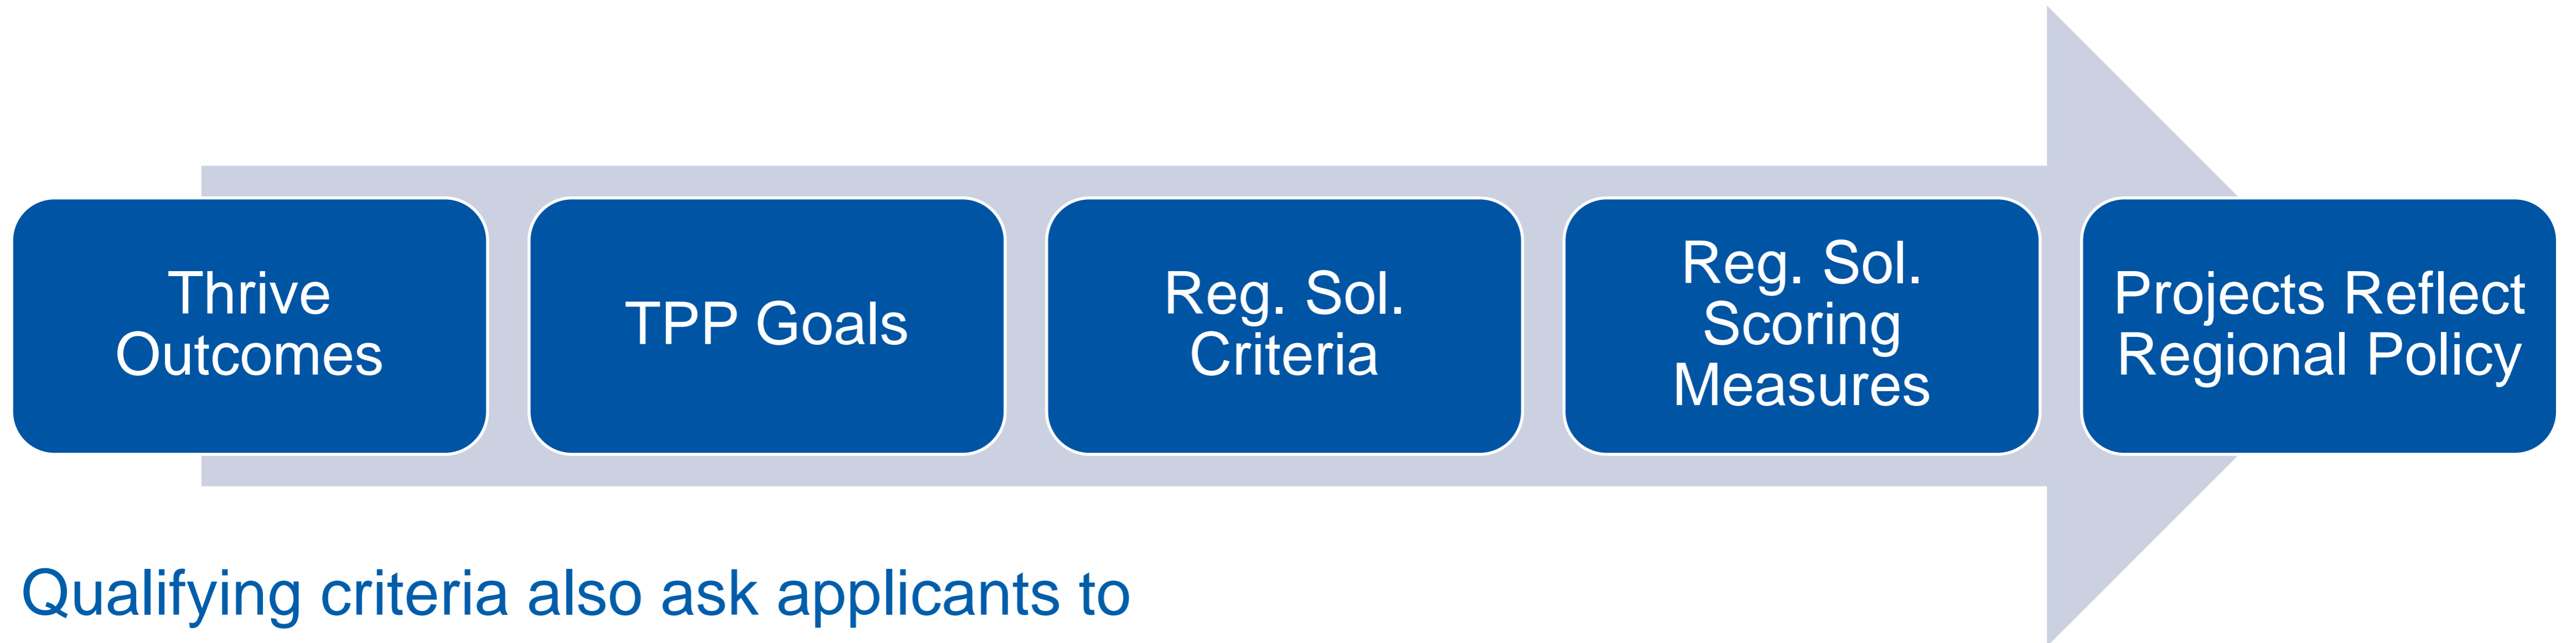 Thrive
Outcomes
TPP Goals
Reg. Sol.
Criteria
Reg. Sol.
Scoring
Measures
Projects Reflect
Regional Policy
Qualifying criteria also ask applicants to